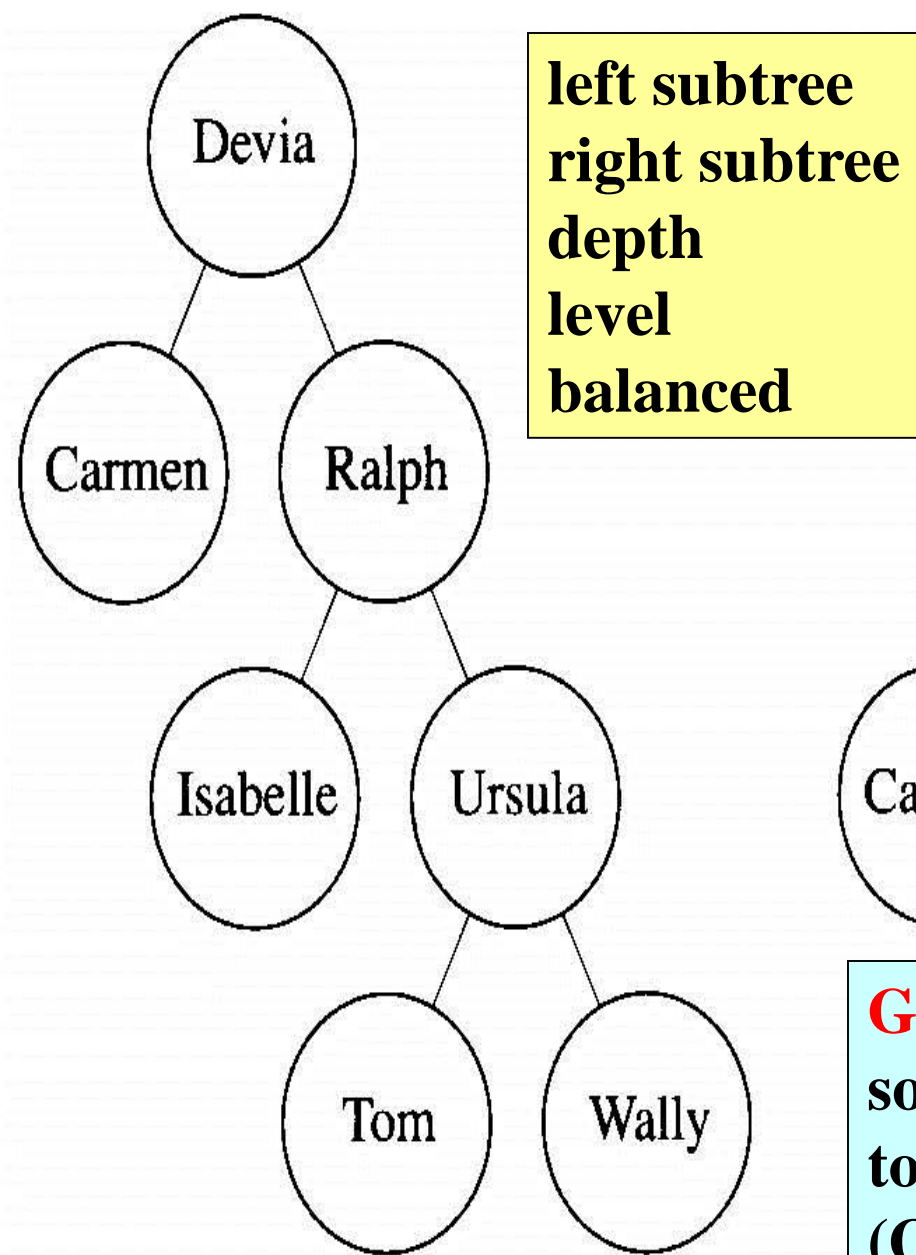 Devia
left subtree
right subtree
depth
level
balanced
Carmen
Ralph
Isabelle
Ursula
Tom
Wally